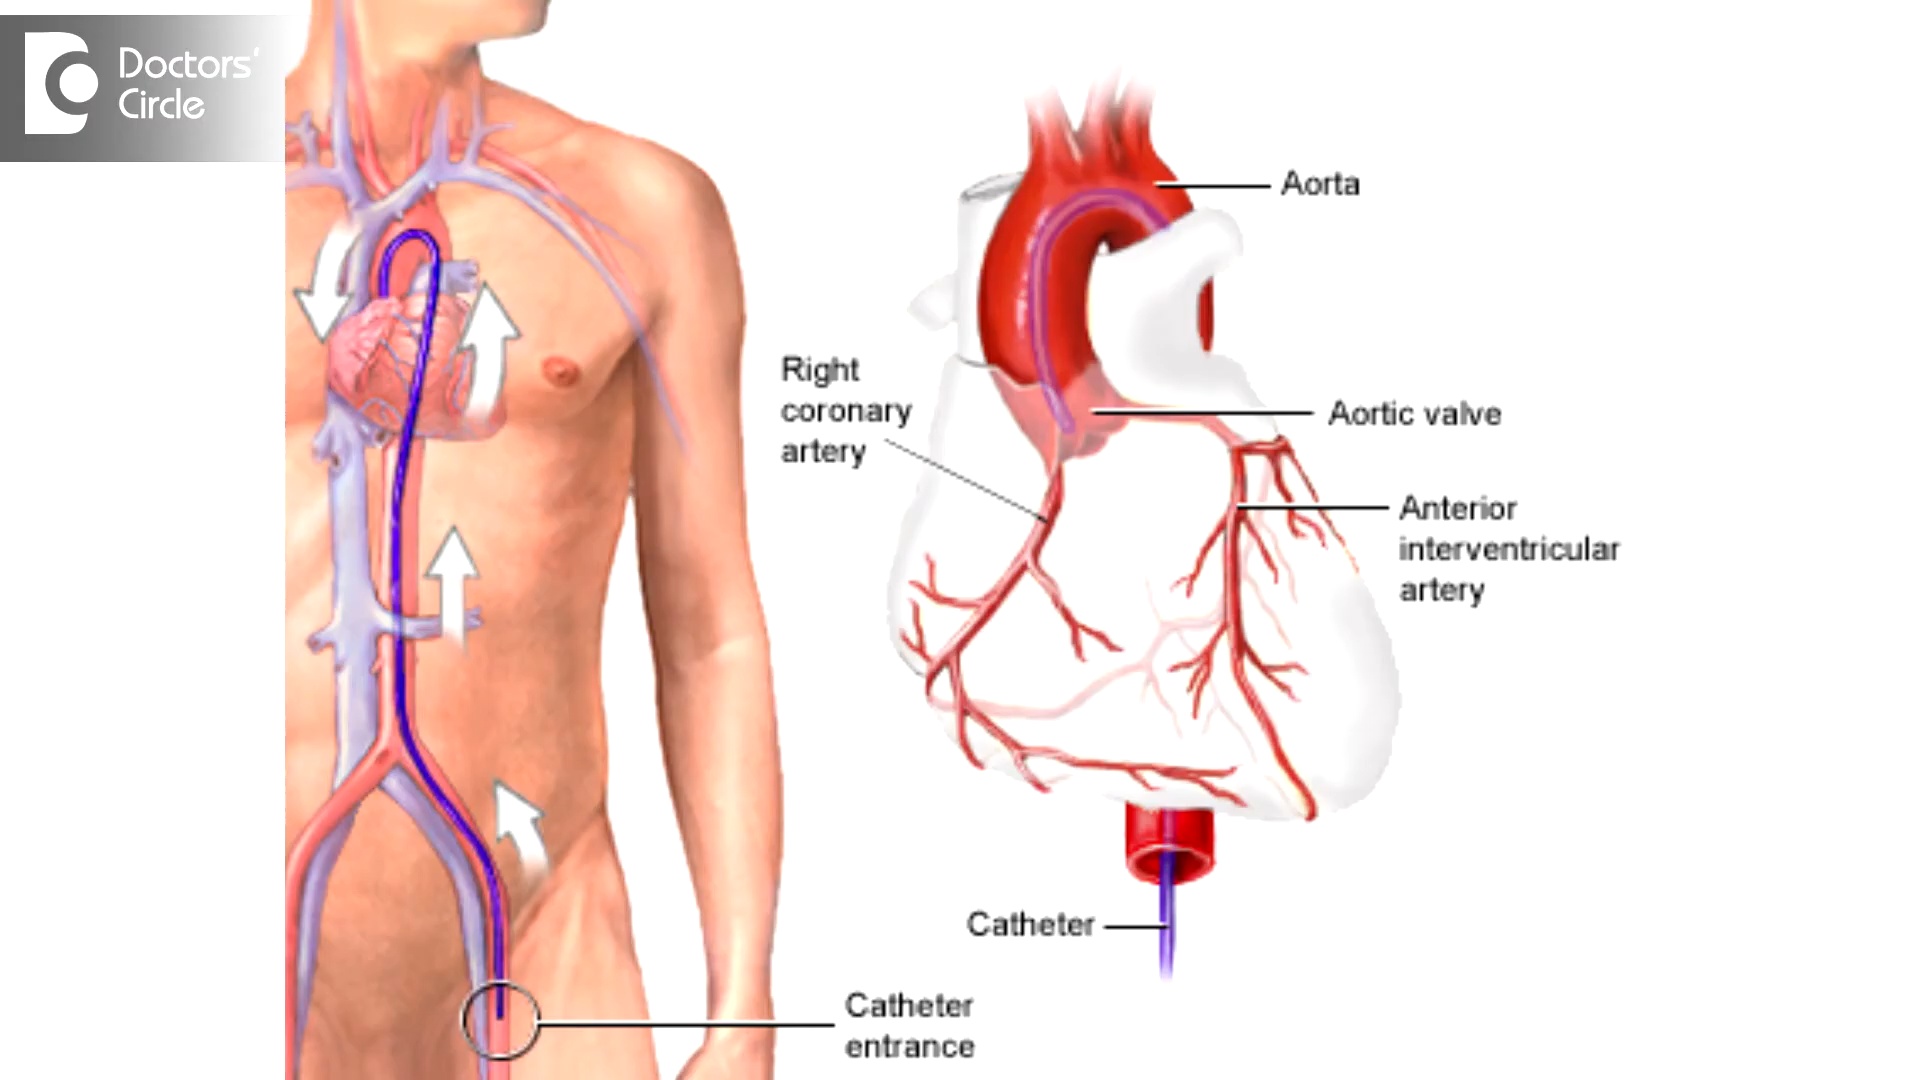 Doctors'
Circle
Aorta
Right
coronary
artery
Aortic valve
Anterior
interventricular
artery
Catheter
Catheter
entrance